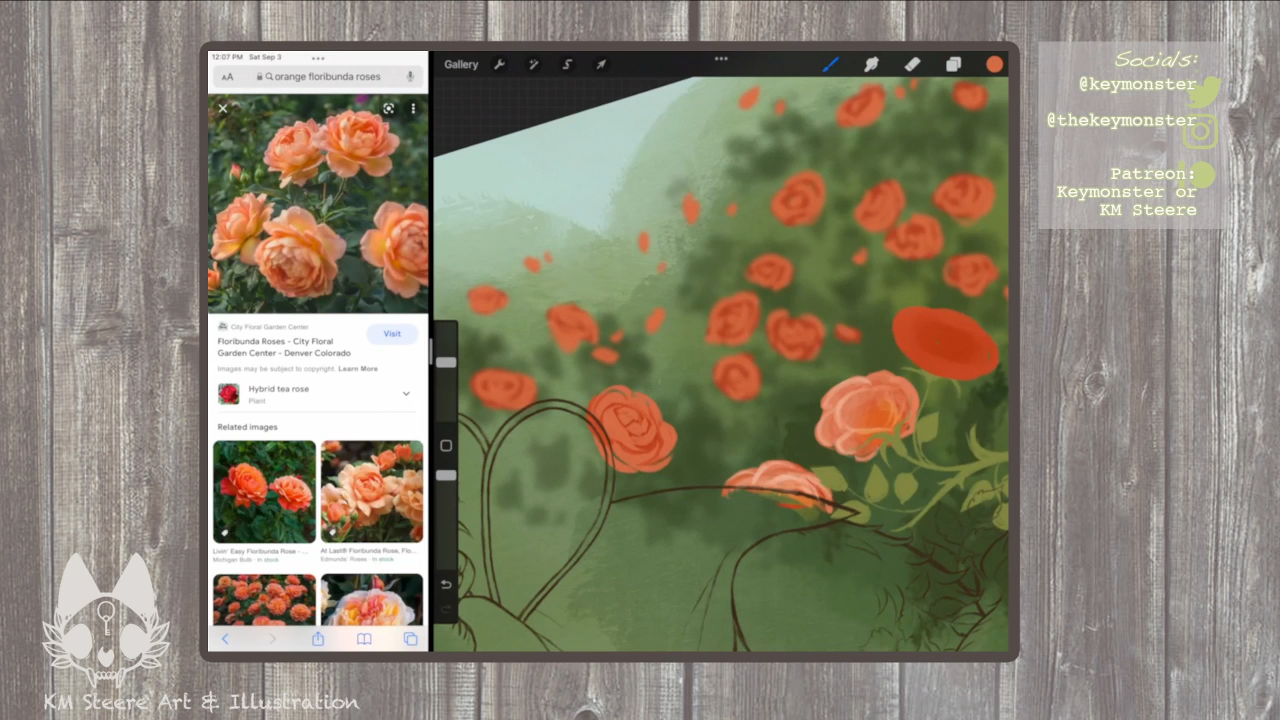 12:07 PM Sat Sep 3
AA orange floribunda roses
City Floral Garden Center
Visit
Floribunda Roses - City Floral
Garden Center - Denver Colorado
Images may be subject to copyright. Learn More
Hybrid tea rose
Plant
Related images
Livin' Easy Floribunda Rose - ...
Michigan Bulb · In stock
At Last® Floribunda Rose, Flo...
Edmunds' Roses · In stock
Gallery
Socials:
@keymonster
@thekeymonster
Patreon:
Keymonster or
KM Steere
KM Steere Art & Illustration